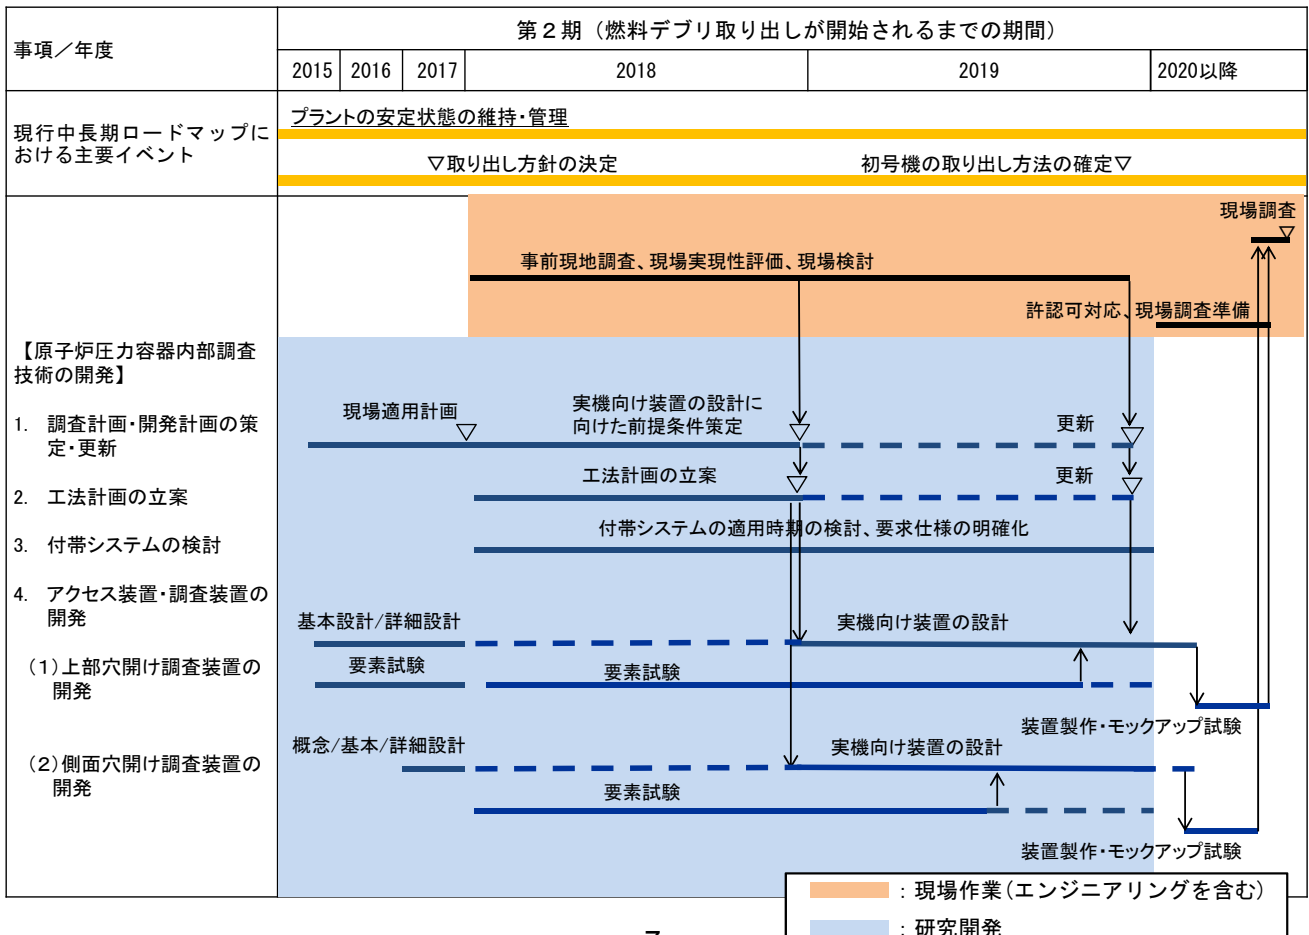 事項／年度
第２期（燃料デブリ取り出しが開始されるまでの期間）
2015
2016
2017
2018
2019
2020以降
現行中長期ロードマップに
おける主要イベント
プラントの安定状態の維持・管理
▽取り出し方針の決定
初号機の取り出し方法の確定▽
現場調査
事前現地調査、現場実現性評価、現場検討
許認可対応、現場調査準備
【原子炉圧力容器内部調査
技術の開発】
1. 調査計画・開発計画の策
定・更新
現場適用計画
実機向け装置の設計に
向けた前提条件策定
更新
2. 工法計画の立案
工法計画の立案
更新
3. 付帯システムの検討
付帯システムの適用時期の検討、要求仕様の明確化
4. アクセス装置・調査装置の
開発
基本設計/詳細設計
実機向け装置の設計
（１）上部穴開け調査装置の
開発
要素試験
要素試験
装置製作・モックアップ試験
（２）側面穴開け調査装置の
開発
概念/基本/詳細設計
実機向け装置の設計
要素試験
装置製作・モックアップ試験
：現場作業（エンジニアリングを含む）
：研究開発